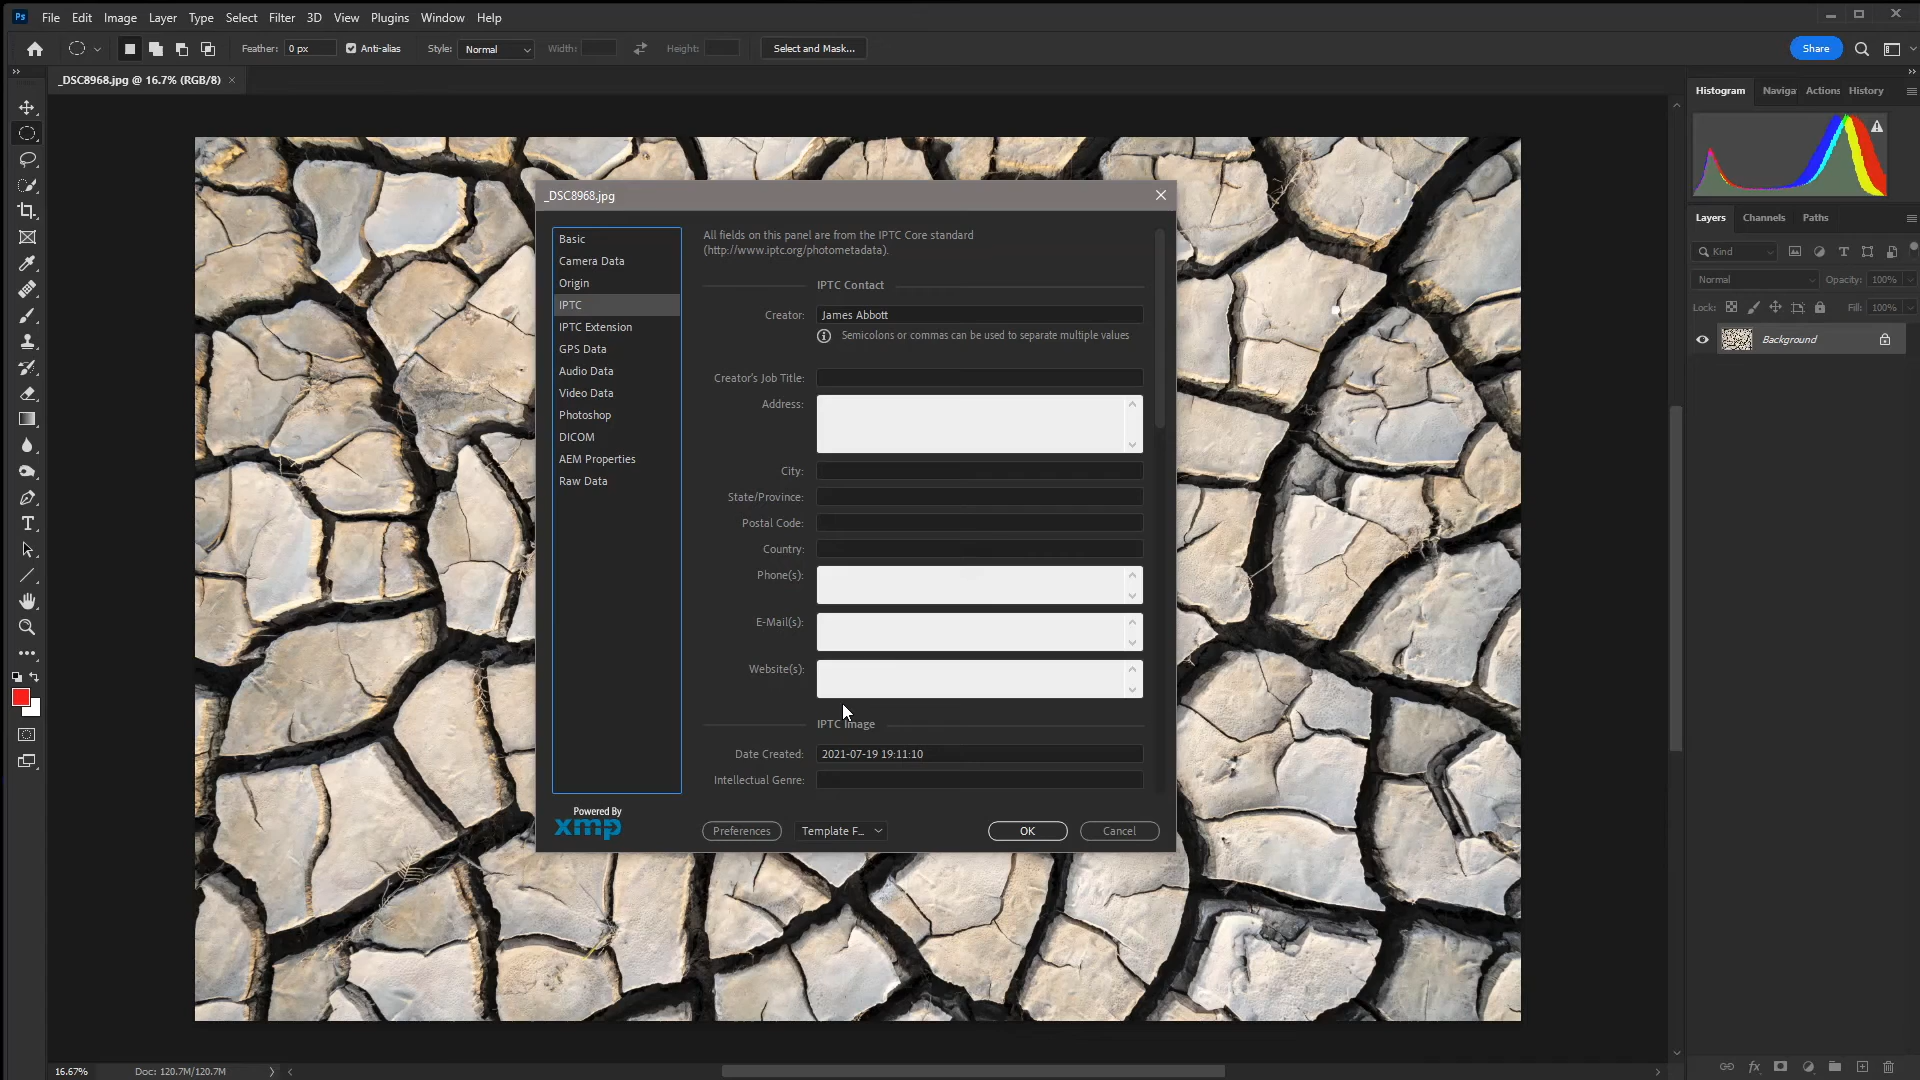 Ps File Edit Image Layer Type Select Filter 3D View Plugins Window Help
Feather: 0 px Anti-alias Style: Normal Width: Height: Select and Mask... Share
_DSC8968.jpg @ 16.7% (RGB/8) ×
Histogram Naviga Actions History
_DSC8968.jpg
Basic
Camera Data
Origin
IPTC
IPTC Extension
GPS Data
Audio Data
Video Data
Photoshop
DICOM
AEM Properties
Raw Data
All fields on this panel are from the IPTC Core standard
(http://www.iptc.org/photometadata).
IPTC Contact
Creator: James Abbott
Semicolons or commas can be used to separate multiple values
Creator's Job Title:
Address:
City:
State/Province:
Postal Code:
Country:
Phone(s):
E-Mail(s):
Website(s):
IPTC Image
Date Created: 2021-07-19 19:11:10
Intellectual Genre:
Powered By
xmp
Preferences Template F... OK Cancel
Layers Channels Paths
Kind
Normal Opacity: 100%
Lock: Fill: 100%
Background
16.67% Doc: 120.7M/120.7M